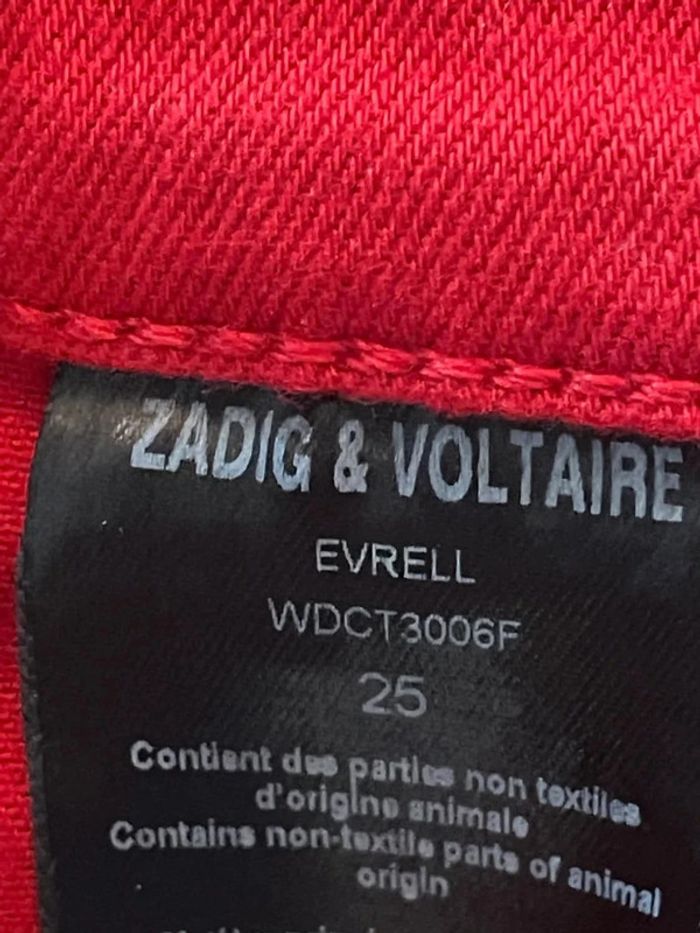 ZADIG & VOLTAIRE
EVRELL
WDCT3006F
25
Contient des parties non textiles
d'origine animale
Contains non-textile parts of animal
origin